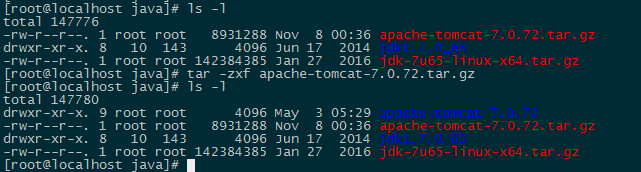 [root@localhost java]# ls -l
total 147776
-rw-r--r--. 1 root root   8931288 Nov  8 00:36 apache-tomcat-7.0.72.tar.gz
drwxr-xr-x. 8   10  143      4096 Jun 17  2014 jdk1.7.0_65
-rw-r--r--. 1 root root 142384385 Jan 27  2016 jdk-7u65-linux-x64.tar.gz
[root@localhost java]# tar -zxf apache-tomcat-7.0.72.tar.gz
[root@localhost java]# ls -l
total 147780
drwxr-xr-x. 9 root root      4096 May  3 05:29 apache-tomcat-7.0.72
-rw-r--r--. 1 root root   8931288 Nov  8 00:36 apache-tomcat-7.0.72.tar.gz
drwxr-xr-x. 8   10  143      4096 Jun 17  2014 jdk1.7.0_65
-rw-r--r--. 1 root root 142384385 Jan 27  2016 jdk-7u65-linux-x64.tar.gz
[root@localhost java]#